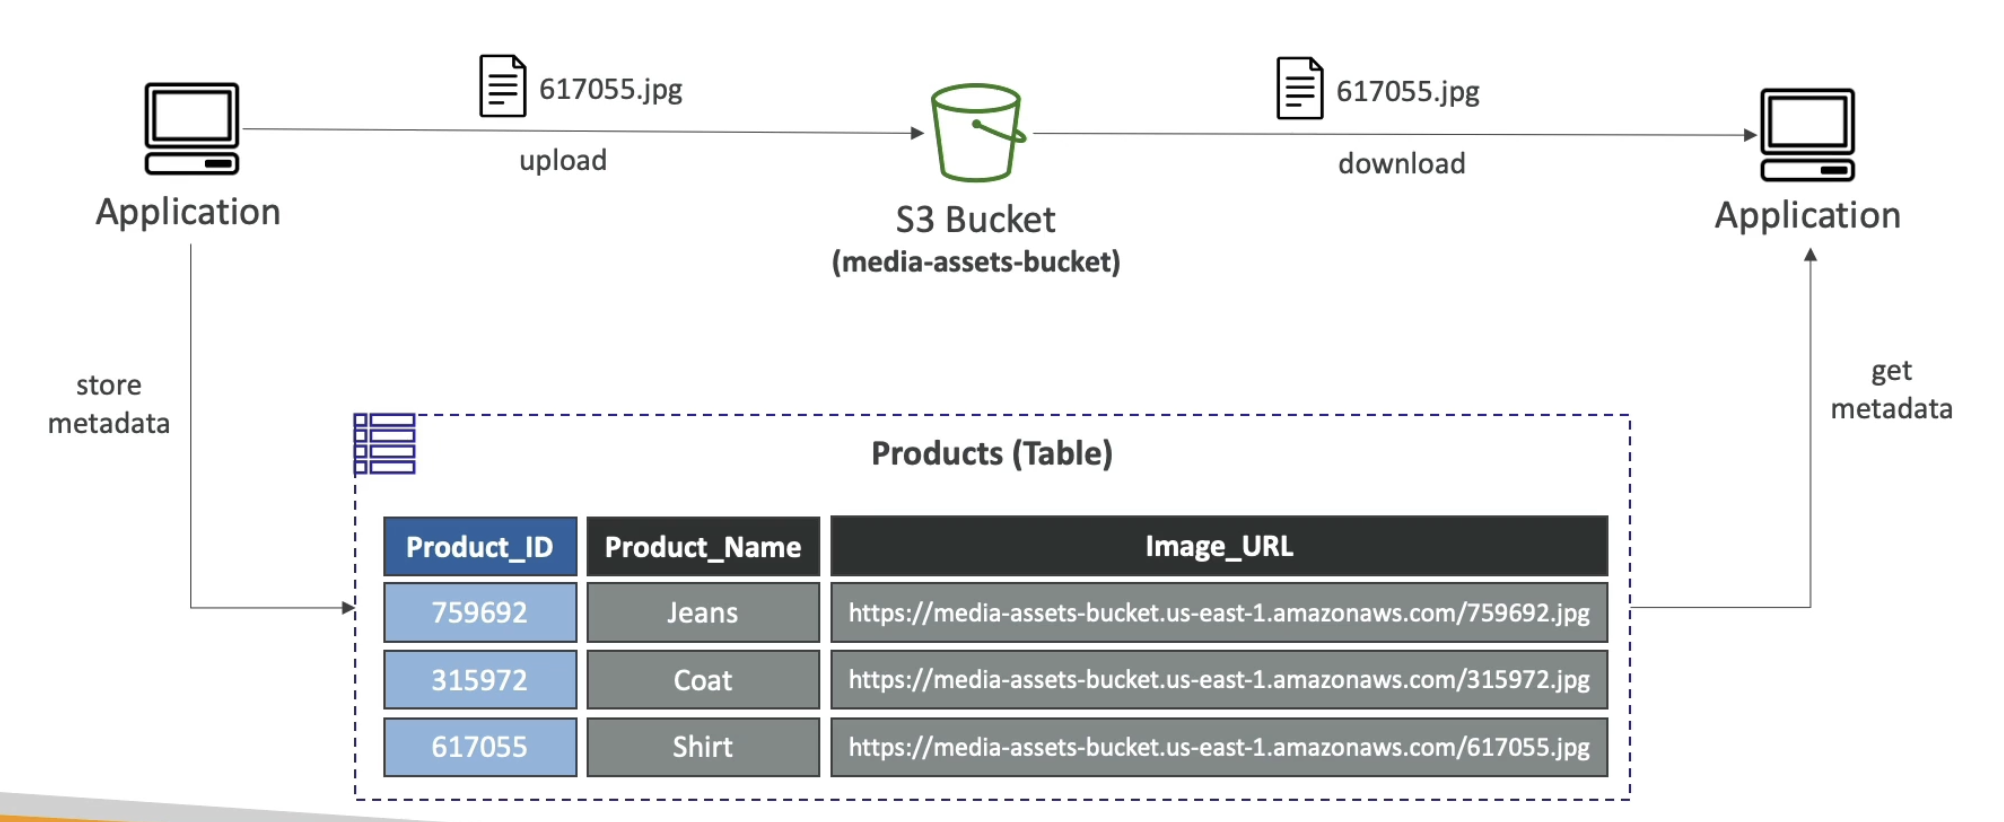 617055.jpg
617055.jpg
upload
download
Application
S3 Bucket
(media-assets-bucket)
Application
store
metadata
get
metadata
Products (Table)
Product_ID
Product_Name
Image_URL
759692
Jeans
https://media-assets-bucket.us-east-1.amazonaws.com/759692.jpg
315972
Coat
https://media-assets-bucket.us-east-1.amazonaws.com/315972.jpg
617055
Shirt
https://media-assets-bucket.us-east-1.amazonaws.com/617055.jpg